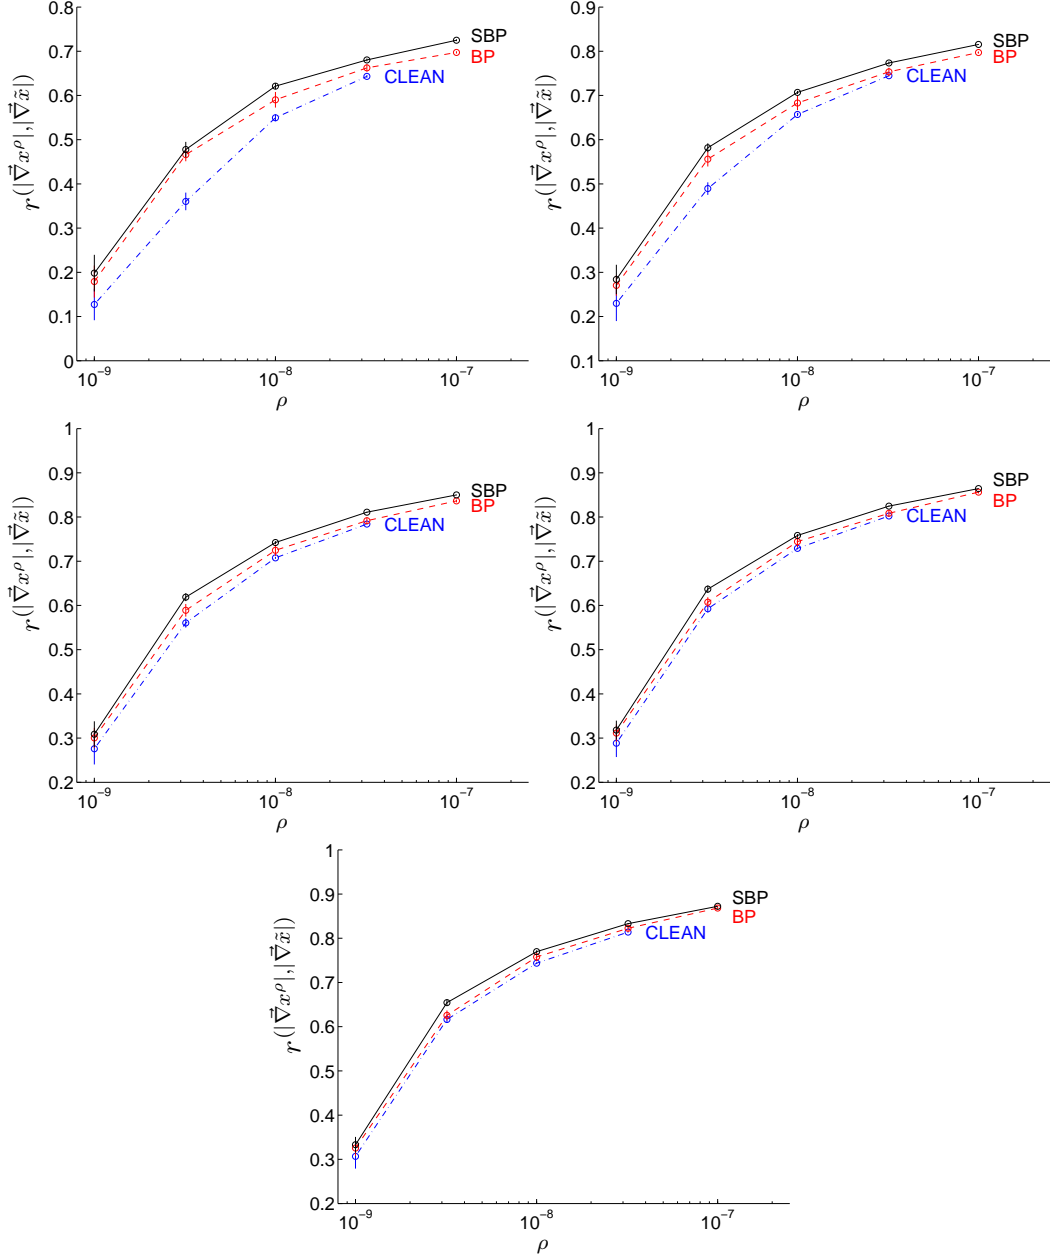 0.8
0.7
0.6
0.5
0.4
0.3
0.2
0.1
0
r(|∇⃗x^ρ|,|∇⃗x̃|)
SBP
BP
CLEAN
10⁻⁹ 10⁻⁸ 10⁻⁷
ρ
0.9
0.8
0.7
0.6
0.5
0.4
0.3
0.2
0.1
r(|∇⃗x^ρ|,|∇⃗x̃|)
SBP
BP
CLEAN
10⁻⁹ 10⁻⁸ 10⁻⁷
ρ
1
0.9
0.8
0.7
0.6
0.5
0.4
0.3
0.2
r(|∇⃗x^ρ|,|∇⃗x̃|)
SBP
BP
CLEAN
10⁻⁹ 10⁻⁸ 10⁻⁷
ρ
1
0.9
0.8
0.7
0.6
0.5
0.4
0.3
0.2
r(|∇⃗x^ρ|,|∇⃗x̃|)
SBP
BP
CLEAN
10⁻⁹ 10⁻⁸ 10⁻⁷
ρ
1
0.9
0.8
0.7
0.6
0.5
0.4
0.3
0.2
r(|∇⃗x^ρ|,|∇⃗x̃|)
SBP
BP
CLEAN
10⁻⁹ 10⁻⁸ 10⁻⁷
ρ